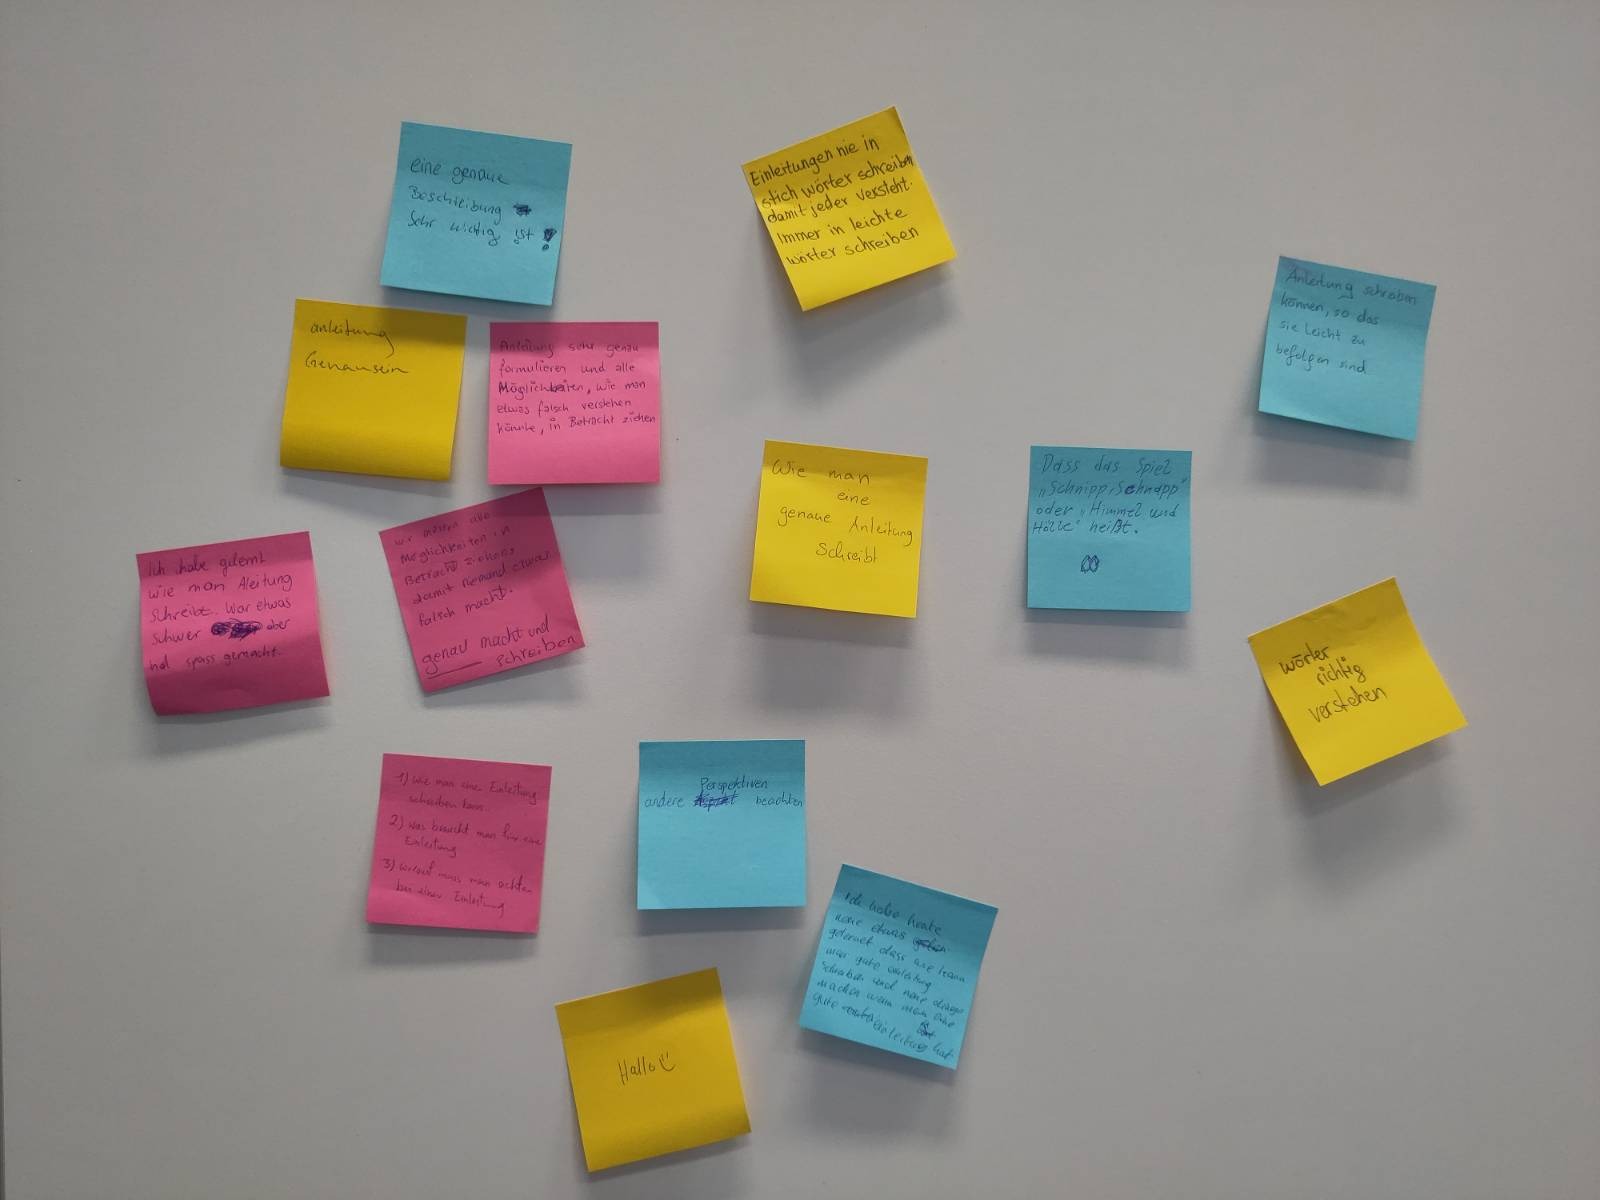 eine genaue
Beschreibung
Sehr wichtig ist!
Einleitungen nie in
stich wörter schreiben
damit jeder versteht.
Immer in leichte
wörter schreiben
Anleitung schreiben
können, so das
sie leicht zu
befolgen sind
anleitung
Genausein
Anleitung sehr genau
formulieren und alle
Möglichkeiten, wie man
etwas falsch verstehen
könnte, in Betracht ziehen
Wie man
eine
genaue Anleitung
Schreibt
Dass das Spiel
„Schnipp,Schnapp"
oder „Himmel und
Hölle" heißt.
Ich habe gelernt
wie man Aleitung
Schreibt. War etwas
schwer aber
hat spass gemacht.
wir müssen alle
Möglichkeiten in
Betracht ziehens
damit niemand etwas
falsch macht.
genau macht und
schreiben
wörter
richtig
verstehen
1) wie man eine Einleitung
schreiben kann.
2) was braucht man für eine
Einleitung
3) worauf muss man achten
bei einer Einleitung
Perspektiven
andere beachten
Ich habe heute
neue etwas
gelernt dass wie kann
man gute einleitung
schreiben und neue dinge
machen wenn man eine
gute einleitung hat.
Hallo